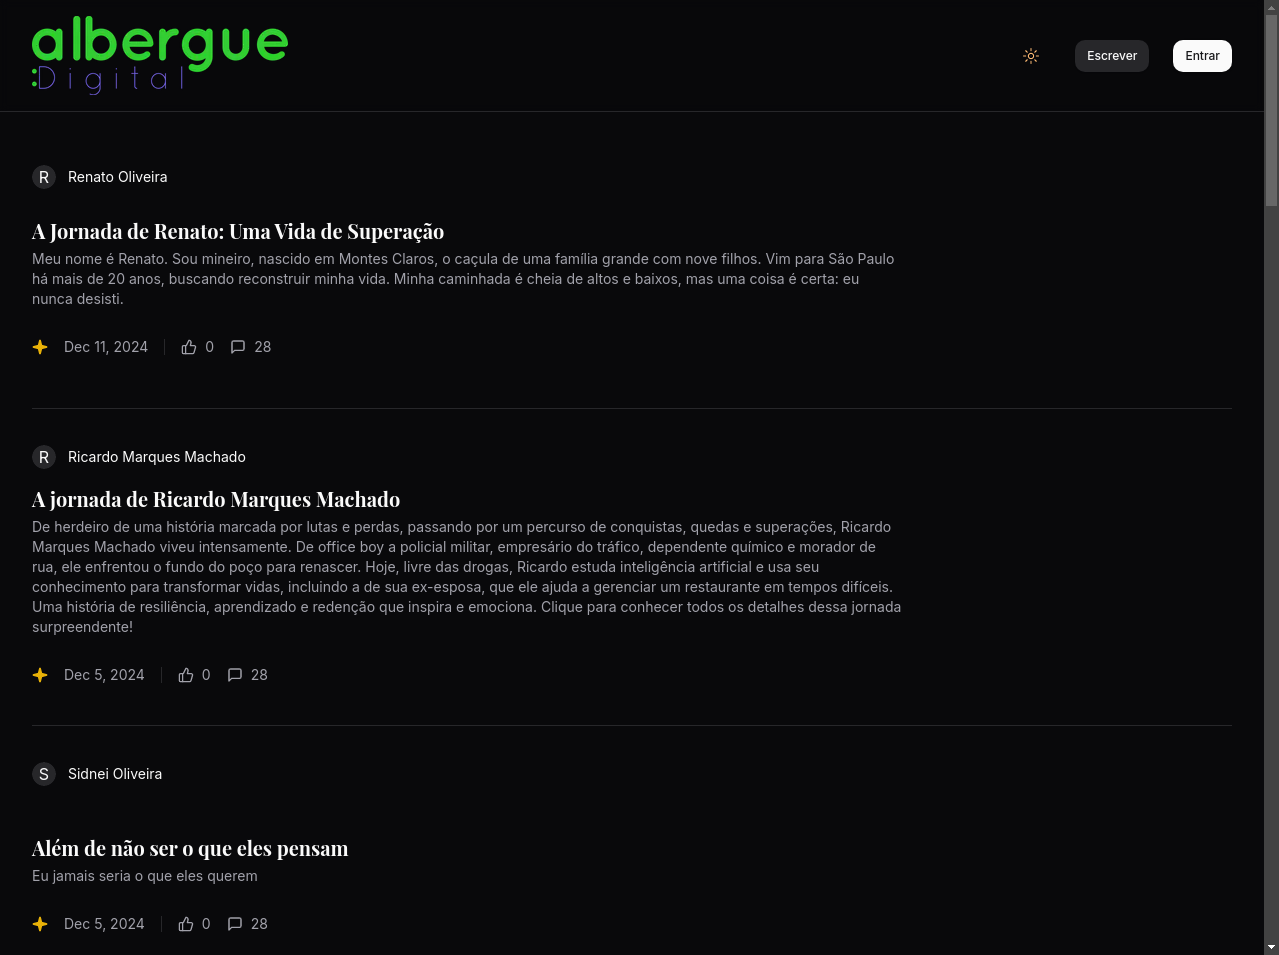 albergue
:Digital
Escrever
Entrar
R
Renato Oliveira
A Jornada de Renato: Uma Vida de Superação
Meu nome é Renato. Sou mineiro, nascido em Montes Claros, o caçula de uma família grande com nove filhos. Vim para São Paulo
há mais de 20 anos, buscando reconstruir minha vida. Minha caminhada é cheia de altos e baixos, mas uma coisa é certa: eu
nunca desisti.
Dec 11, 2024 0 28
R
Ricardo Marques Machado
A jornada de Ricardo Marques Machado
De herdeiro de uma história marcada por lutas e perdas, passando por um percurso de conquistas, quedas e superações, Ricardo
Marques Machado viveu intensamente. De office boy a policial militar, empresário do tráfico, dependente químico e morador de
rua, ele enfrentou o fundo do poço para renascer. Hoje, livre das drogas, Ricardo estuda inteligência artificial e usa seu
conhecimento para transformar vidas, incluindo a de sua ex-esposa, que ele ajuda a gerenciar um restaurante em tempos difíceis.
Uma história de resiliência, aprendizado e redenção que inspira e emociona. Clique para conhecer todos os detalhes dessa jornada
surpreendente!
Dec 5, 2024 0 28
S
Sidnei Oliveira
Além de não ser o que eles pensam
Eu jamais seria o que eles querem
Dec 5, 2024 0 28